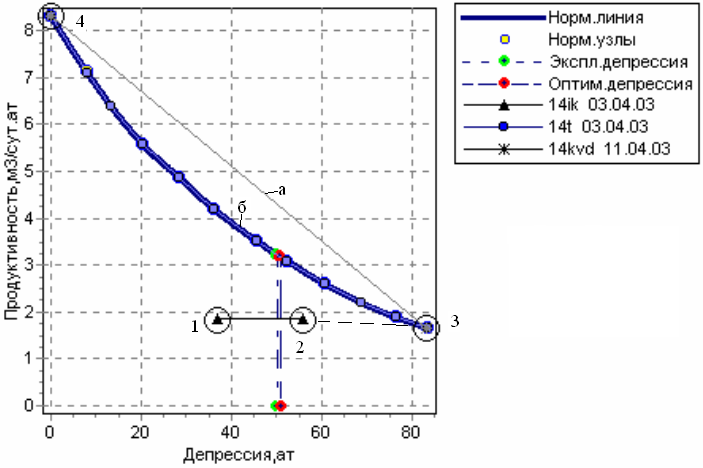 8
7
6
5
4
3
2
1
0
Продуктивность,м3/сут.ат
0
20
40
60
80
Депрессия,ат
4
а
б
1
2
3
Норм.линия
Норм.узлы
Экспл.депрессия
Оптим.депрессия
14ik 03.04.03
14t 03.04.03
14kvd 11.04.03